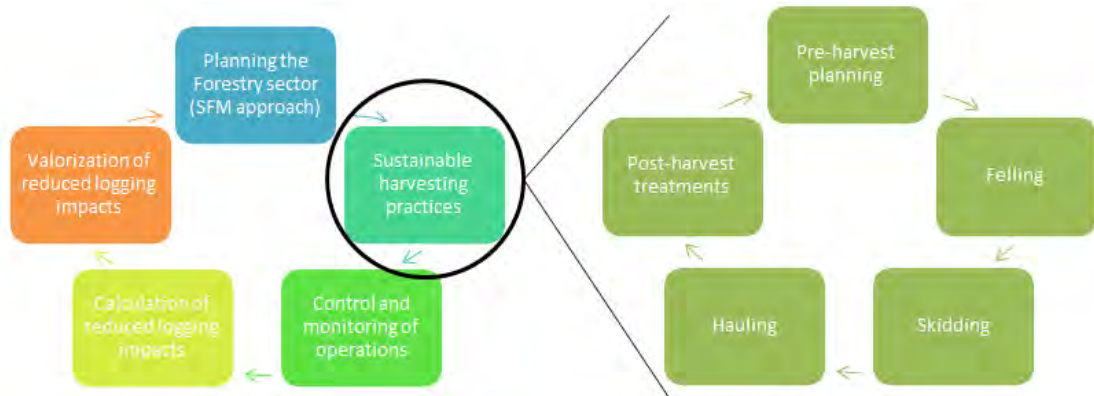 Planning the
Forestry sector
(SFM approach)
Sustainable
harvesting
practices
Control and
monitoring of
operations
Calculation of
reduced logging
impacts
Valorization of
reduced logging
impacts
Pre-harvest
planning
Felling
Skidding
Hauling
Post-harvest
treatments